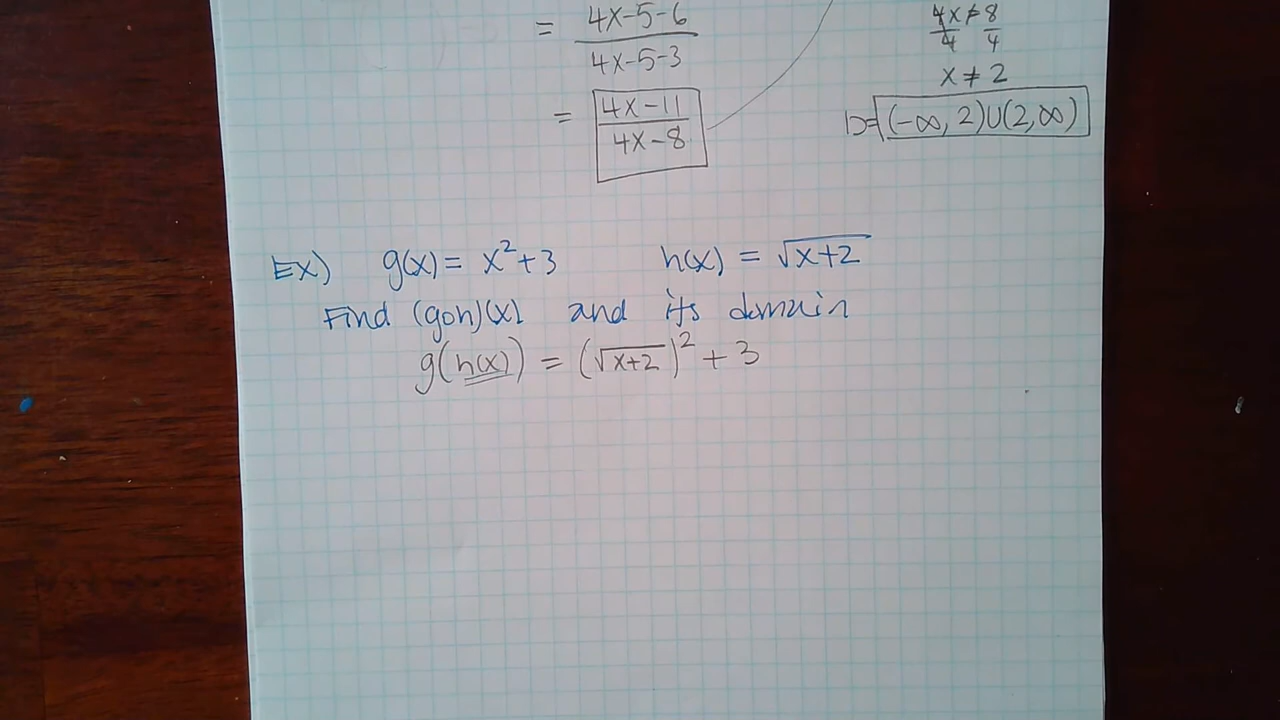 = 4x-5-6 / 4x-5-3
= 4x-11 / 4x-8
4x≠8
4 4
x≠2
D=(-∞,2)∪(2,∞)
Ex) g(x)= x²+3 h(x) = √x+2
Find (goh)(x) and its domain
g(h(x)) = (√x+2)² + 3